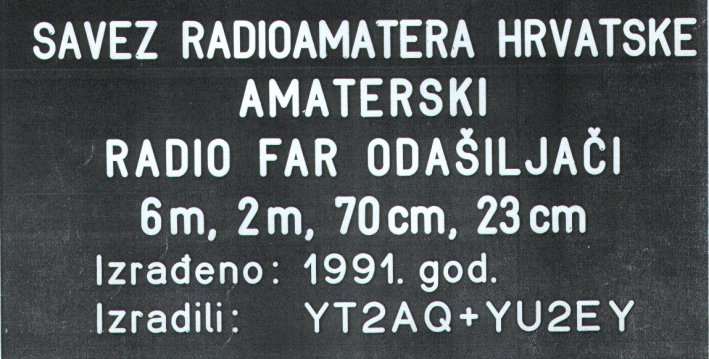 SAVEZ RADIOAMATERA HRVATSKE
AMATERSKI
RADIO FAR ODAŠILJAČI
6m, 2m, 70cm, 23cm
Izrađeno: 1991. god.
Izradili: YT2AQ+YU2EY